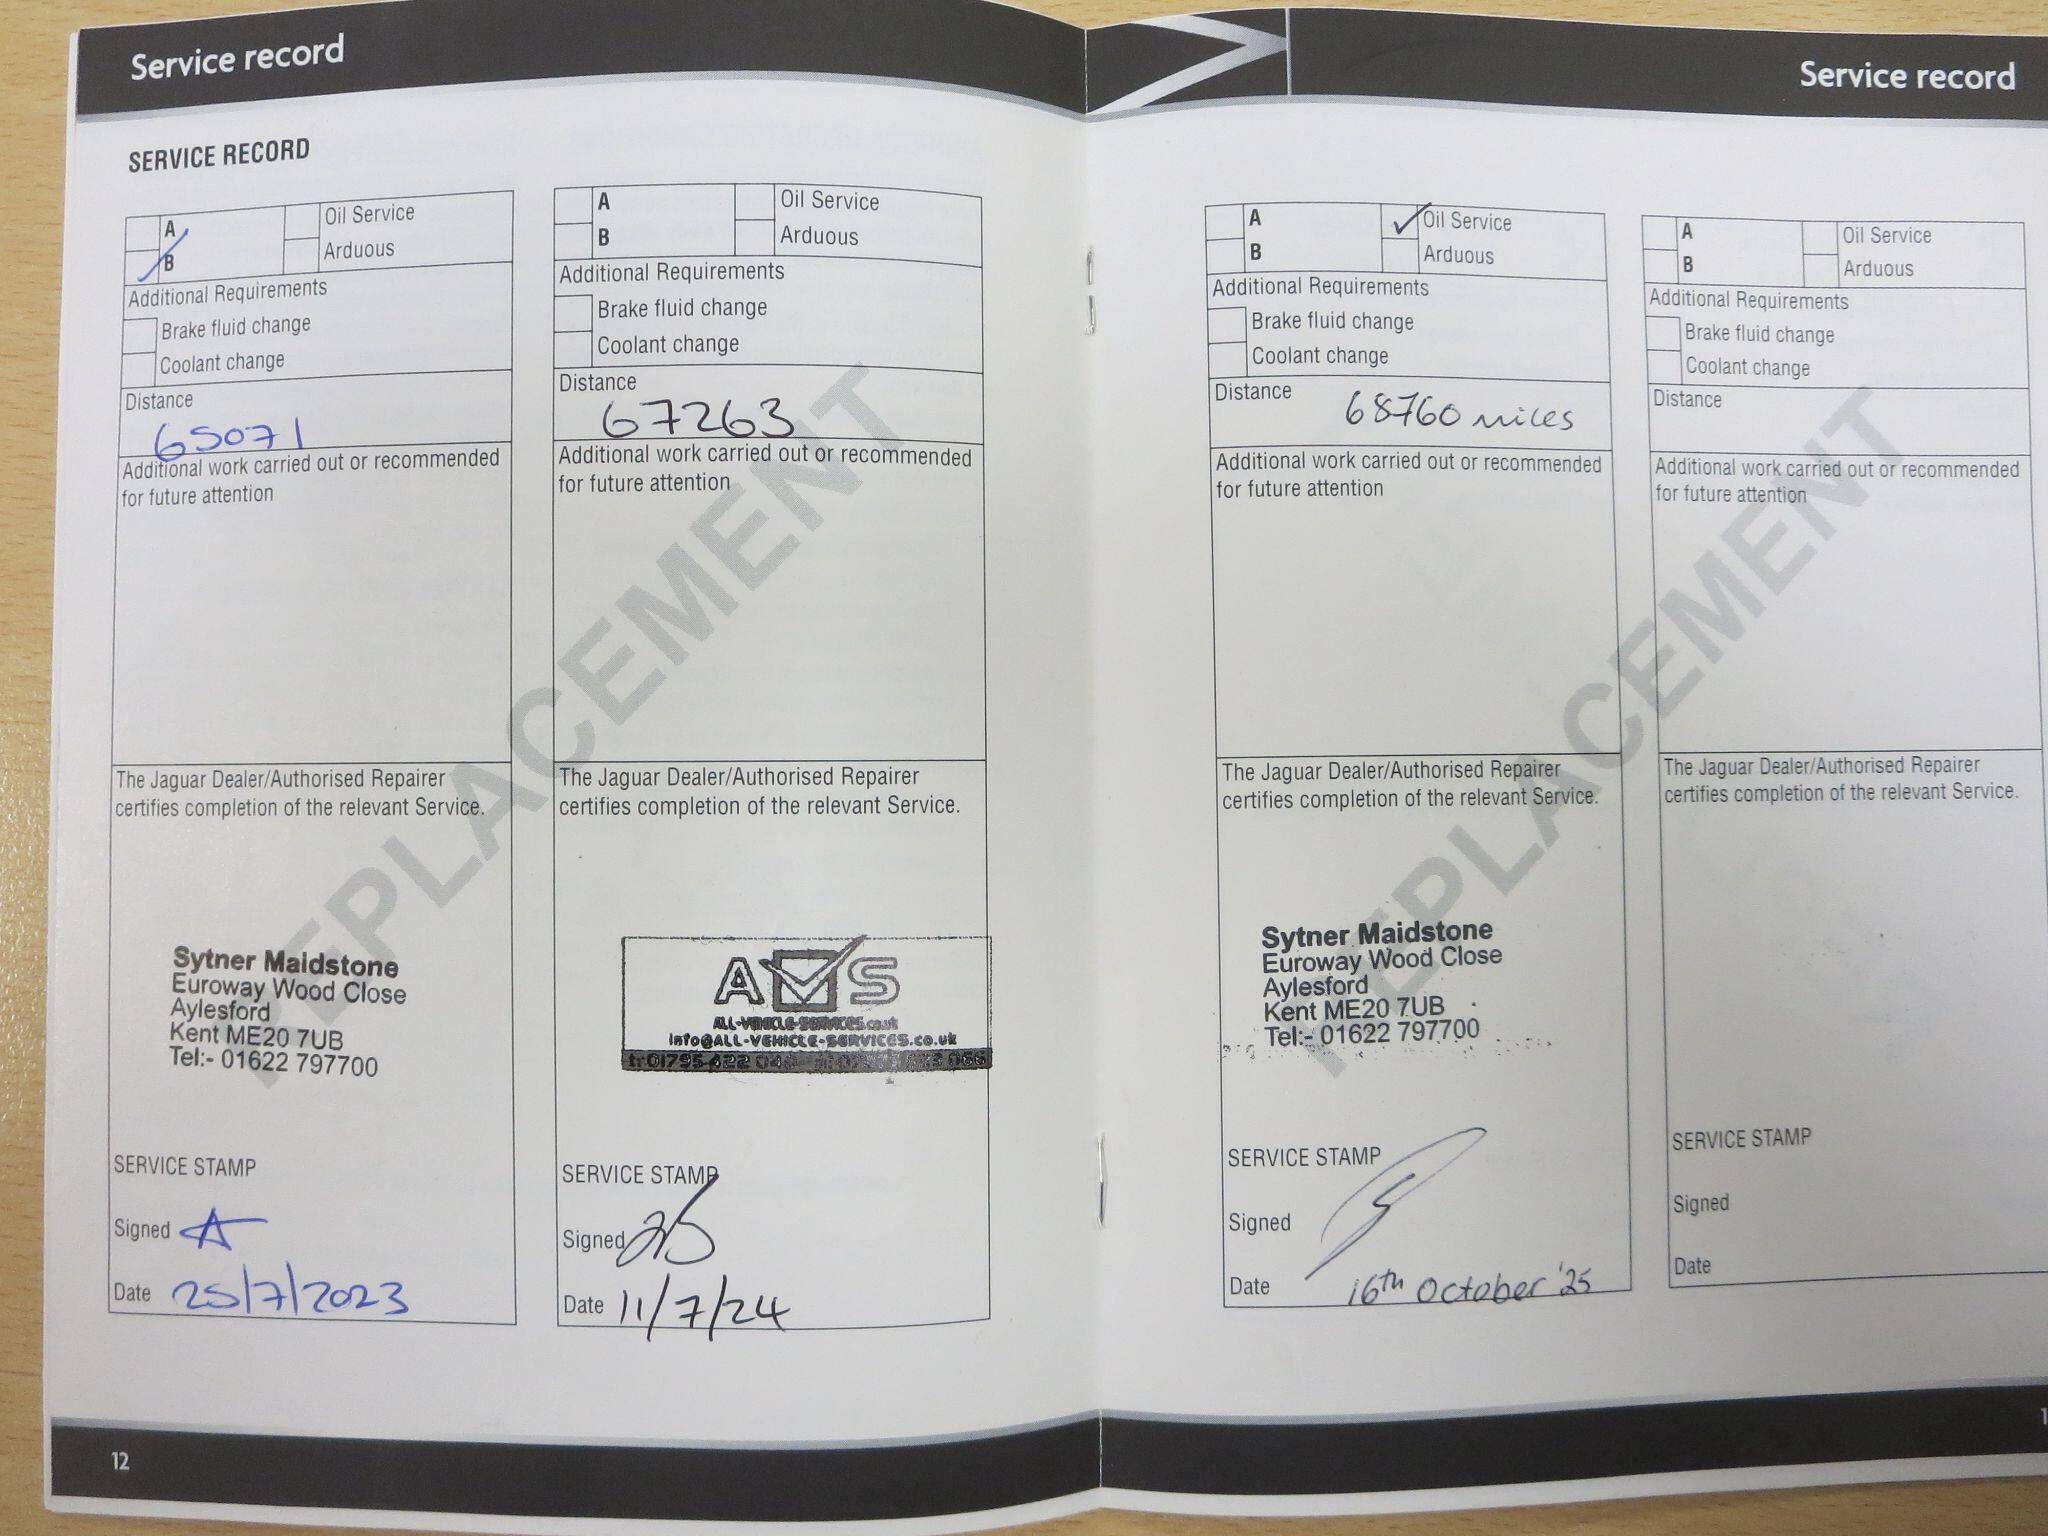 Service record
SERVICE RECORD
A
Oil Service
B
Arduous
Additional Requirements
Brake fluid change
Coolant change
Distance
65071
Additional work carried out or recommended
for future attention
The Jaguar Dealer/Authorised Repairer
certifies completion of the relevant Service.
Sytner Maidstone
Euroway Wood Close
Aylesford
Kent ME20 7UB
Tel:- 01622 797700
SERVICE STAMP
Signed
Date 25/7/2023
A
Oil Service
B
Arduous
Additional Requirements
Brake fluid change
Coolant change
Distance
67263
Additional work carried out or recommended
for future attention
The Jaguar Dealer/Authorised Repairer
certifies completion of the relevant Service.
AVS
ALL-VEHICLE-SERVICES.co.uk
info@ALL-VEHICLE-SERVICES.co.uk
SERVICE STAMP
Signed
Date 11/7/24
REPLACEMENT
12
Service record
A
Oil Service
B
Arduous
Additional Requirements
Brake fluid change
Coolant change
Distance
68760 miles
Additional work carried out or recommended
for future attention
The Jaguar Dealer/Authorised Repairer
certifies completion of the relevant Service.
Sytner Maidstone
Euroway Wood Close
Aylesford
Kent ME20 7UB
Tel:- 01622 797700
SERVICE STAMP
Signed
Date 16th October '25
A
Oil Service
B
Arduous
Additional Requirements
Brake fluid change
Coolant change
Distance
Additional work carried out or recommended
for future attention
The Jaguar Dealer/Authorised Repairer
certifies completion of the relevant Service.
SERVICE STAMP
Signed
Date
REPLACEMENT